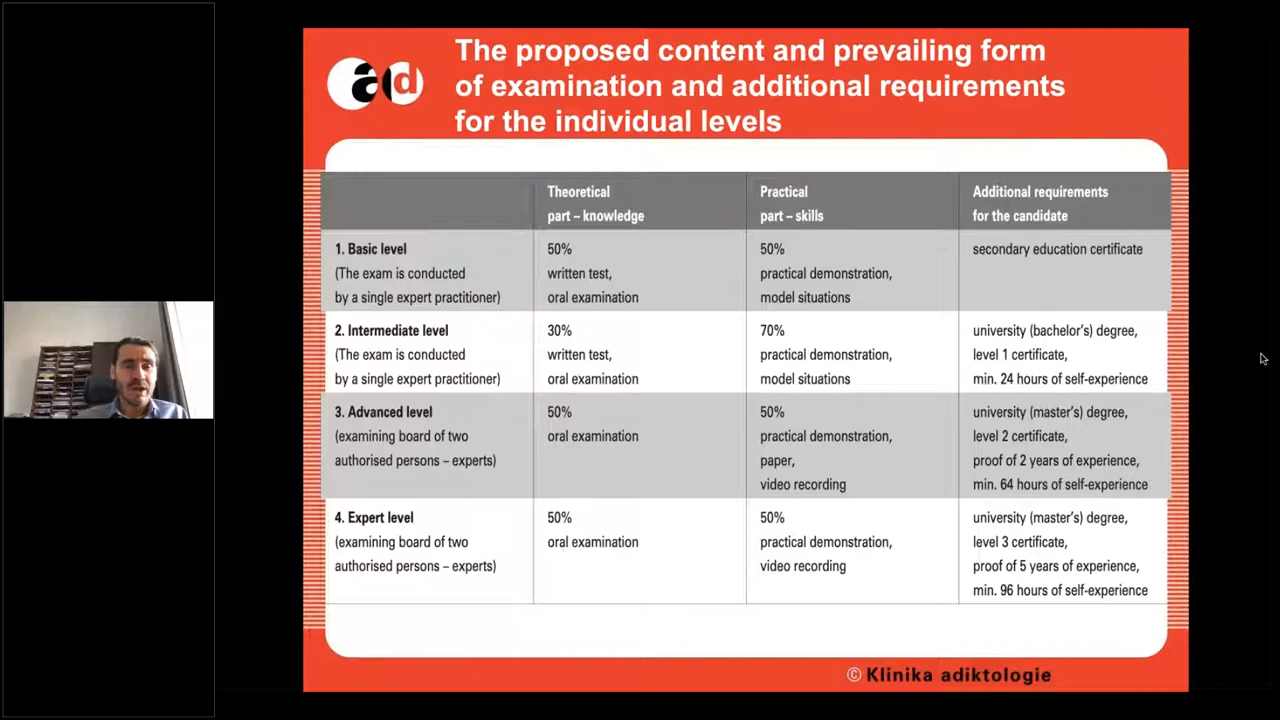 ad
The proposed content and prevailing form
of examination and additional requirements
for the individual levels
Theoretical
part – knowledge
Practical
part – skills
Additional requirements
for the candidate
1. Basic level
(The exam is conducted
by a single expert practitioner)
50%
written test,
oral examination
50%
practical demonstration,
model situations
secondary education certificate
2. Intermediate level
(The exam is conducted
by a single expert practitioner)
30%
written test,
oral examination
70%
practical demonstration,
model situations
university (bachelor's) degree,
level 1 certificate,
min. 24 hours of self-experience
3. Advanced level
(examining board of two
authorised persons – experts)
50%
oral examination
50%
practical demonstration,
paper,
video recording
university (master's) degree,
level 2 certificate,
proof of 2 years of experience,
min. 64 hours of self-experience
4. Expert level
(examining board of two
authorised persons – experts)
50%
oral examination
50%
practical demonstration,
video recording
university (master's) degree,
level 3 certificate,
proof of 5 years of experience,
min. 96 hours of self-experience
© Klinika adiktologie